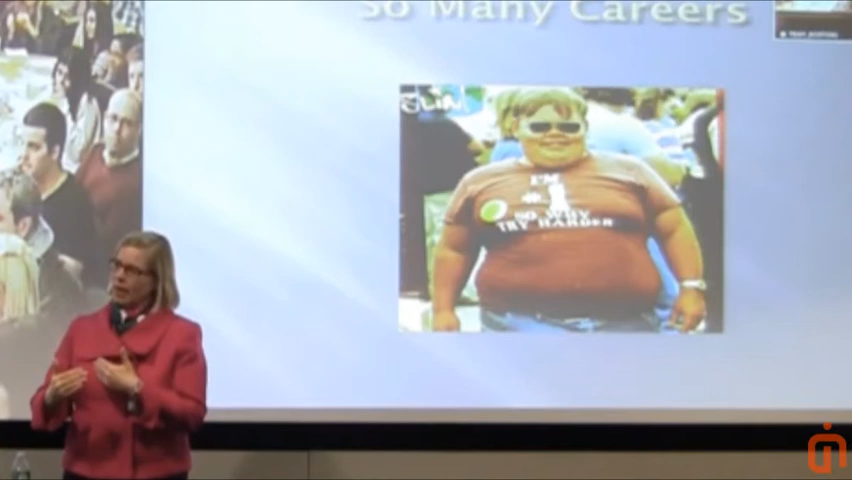 So Many Careers
I'M
#1
SO WHY
TRY HARDER